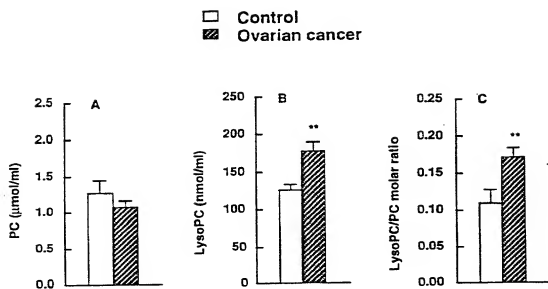 Control
Ovarian cancer
A
PC (μmol/ml)
2.5
2.0
1.5
1.0
0.5
0.0
B
**
LysoPC (nmol/ml)
250
200
150
100
50
0
C
**
LysoPC/PC molar ratio
0.25
0.20
0.15
0.10
0.05
0.00